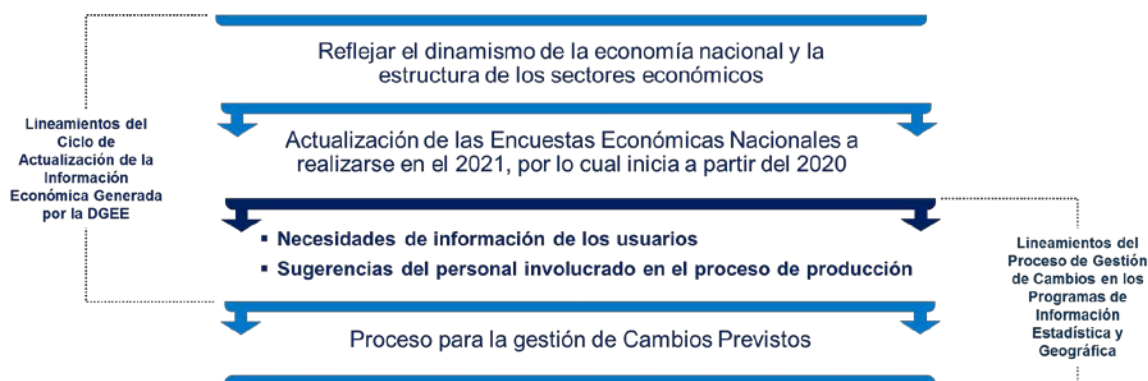 Reflejar el dinamismo de la economía nacional y la
estructura de los sectores económicos
Lineamientos del
Ciclo de
Actualización de la
Información
Económica Generada
por la DGEE
Actualización de las Encuestas Económicas Nacionales a
realizarse en el 2021, por lo cual inicia a partir del 2020
▪ Necesidades de información de los usuarios
▪ Sugerencias del personal involucrado en el proceso de producción
Lineamientos del
Proceso de Gestión
de Cambios en los
Programas de
Información
Estadística y
Geográfica
Proceso para la gestión de Cambios Previstos